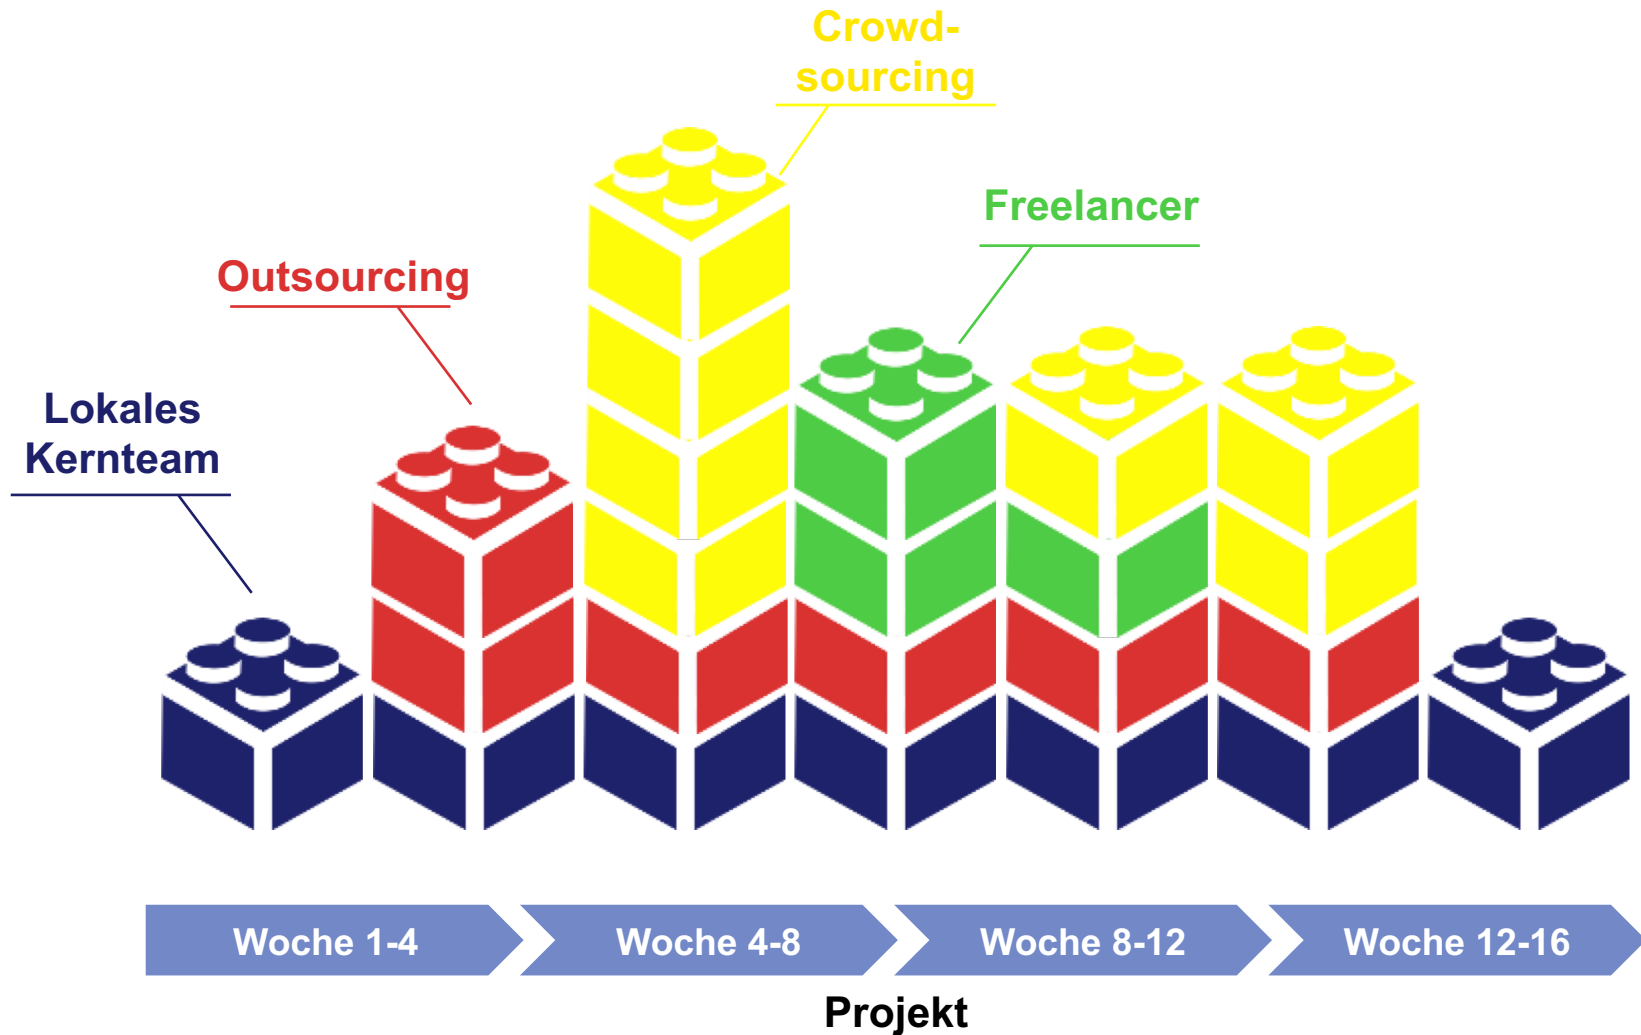 Crowd-
sourcing
Freelancer
Outsourcing
Lokales
Kernteam
Woche 1-4
Woche 4-8
Woche 8-12
Woche 12-16
Projekt